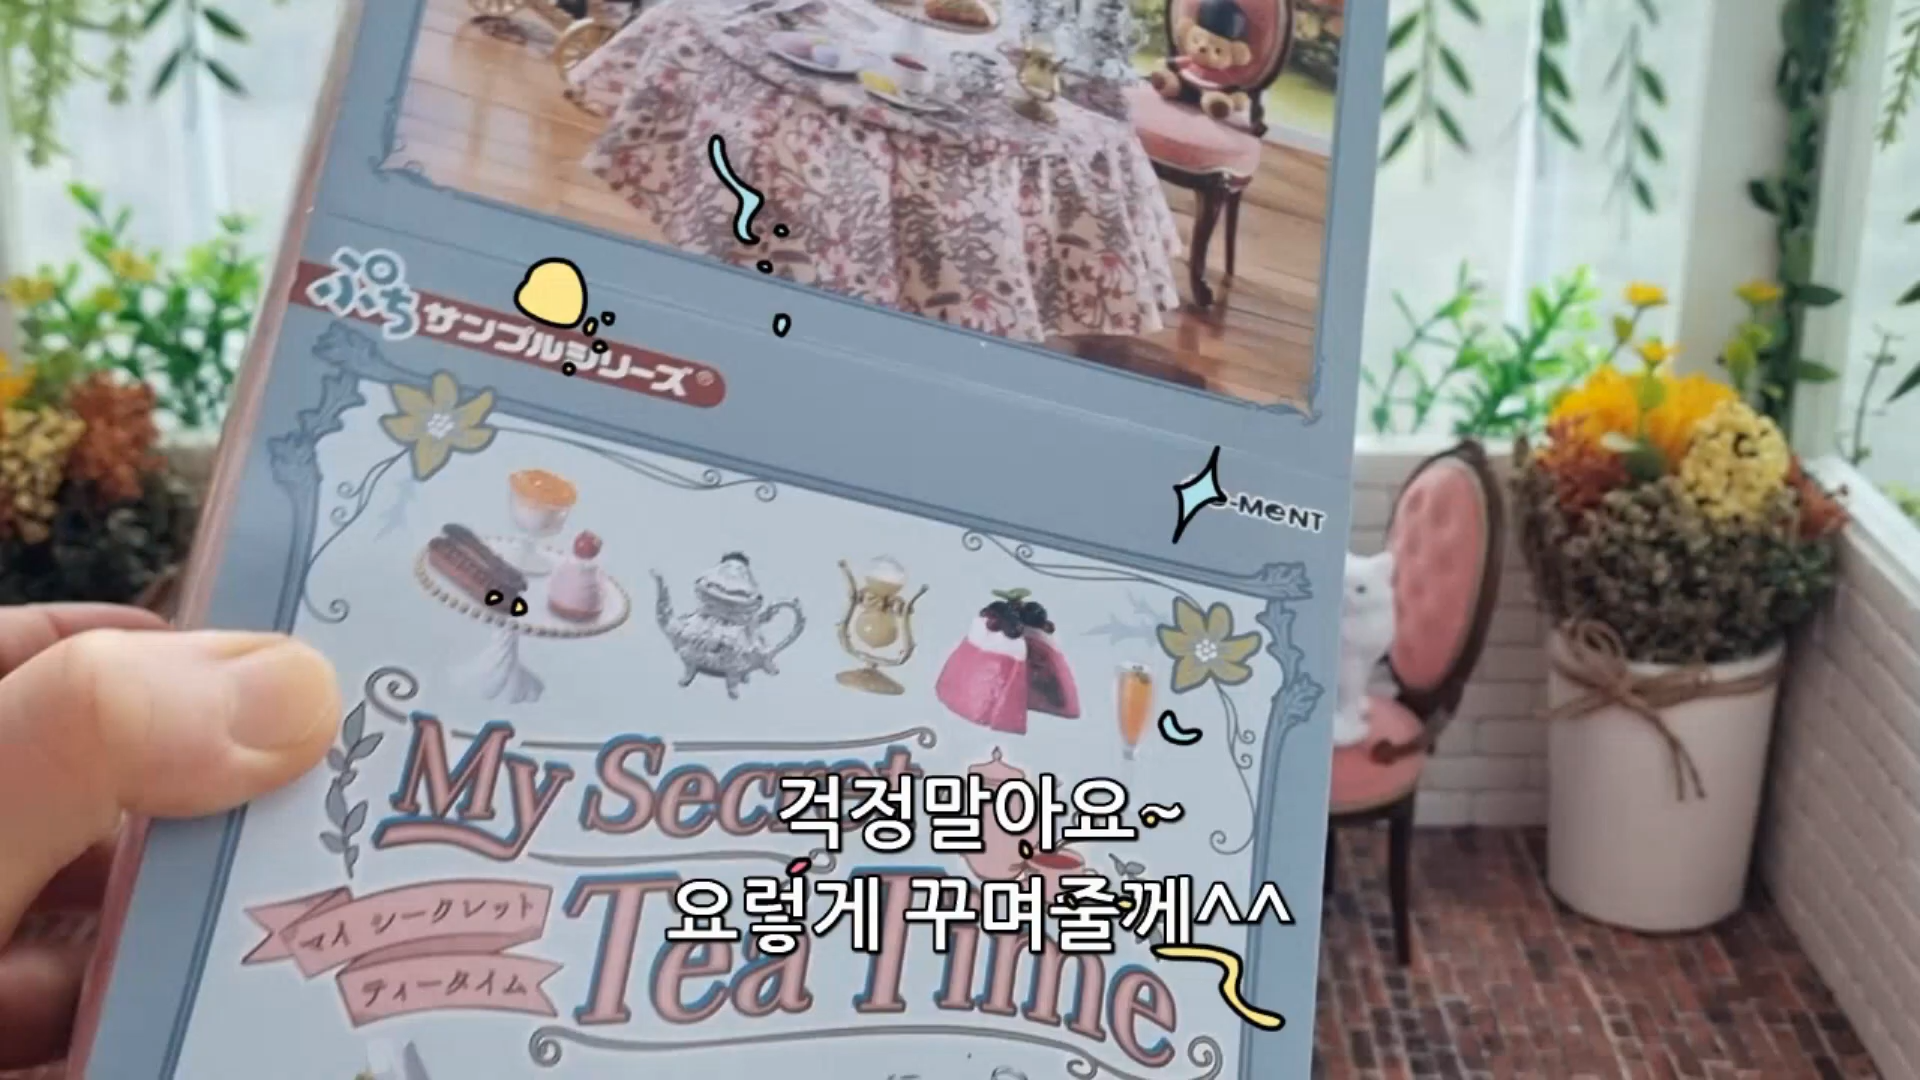 ぷちサンプルシリーズ®
-MeNT
My Secret
걱정말아요~
요렇게 꾸며줄께^^
マイ シークレット
ティータイム
Tea Time